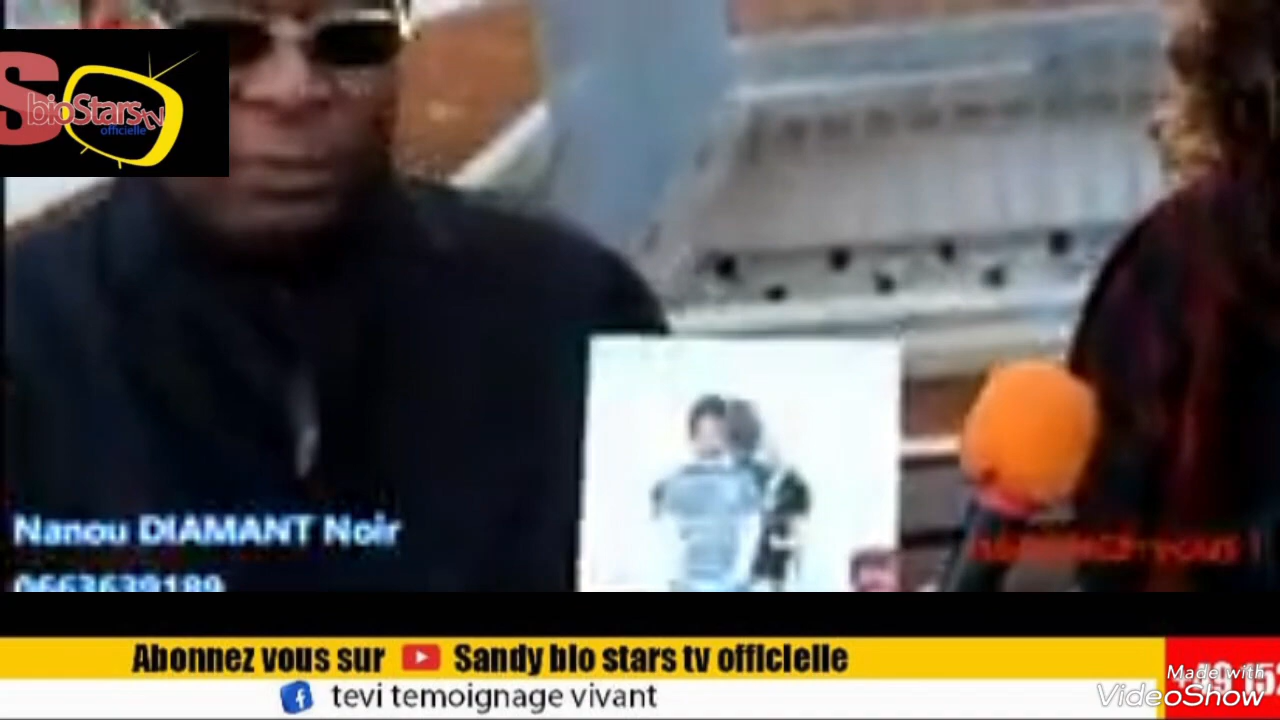 S
bioStars tv
officielle
Nanou DIAMANT Noir
0663639189
Abonnez vous sur Sandy bio stars tv officielle
tevi temoignage vivant
Made with
VideoShow